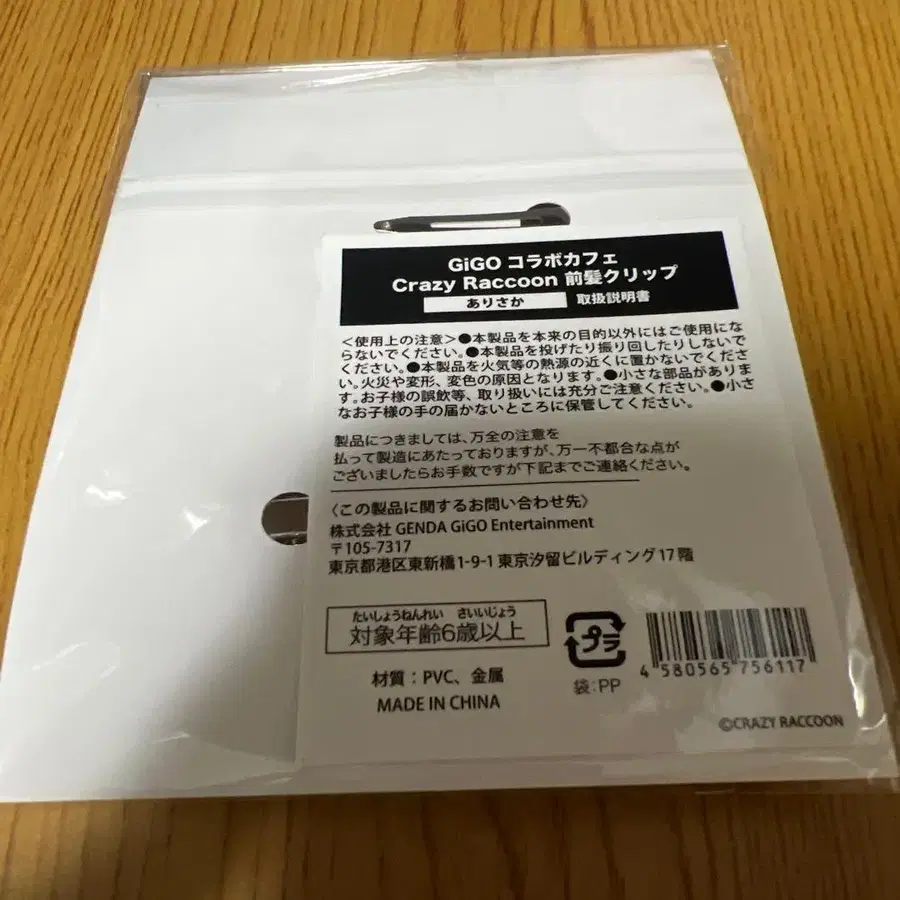 GiGO コラボカフェ
Crazy Raccoon 前髪クリップ
ありさか 取扱説明書
＜使用上の注意＞●本製品を本来の目的以外にはご使用にな
らないでください。●本製品を投げたり振り回したりしないで
ください。●本製品を火気等の熱源の近くに置かないでくださ
い。火災や変形、変色の原因となります。●小さな部品がありま
す。お子様の誤飲等、取り扱いには充分ご注意ください。●小さ
なお子様の手の届かないところに保管してください。
製品につきましては、万全の注意を
払って製造にあたっておりますが、万一不都合な点が
ございましたらお手数ですが下記までご連絡ください。
〈この製品に関するお問い合わせ先〉
株式会社 GENDA GiGO Entertainment
〒105-7317
東京都港区東新橋1-9-1 東京汐留ビルディング17階
たいしょうねんれい さいいじょう
対象年齢6歳以上
材質：PVC、金属
MADE IN CHINA
プラ
袋：PP
4 580565 756117
©CRAZY RACCOON